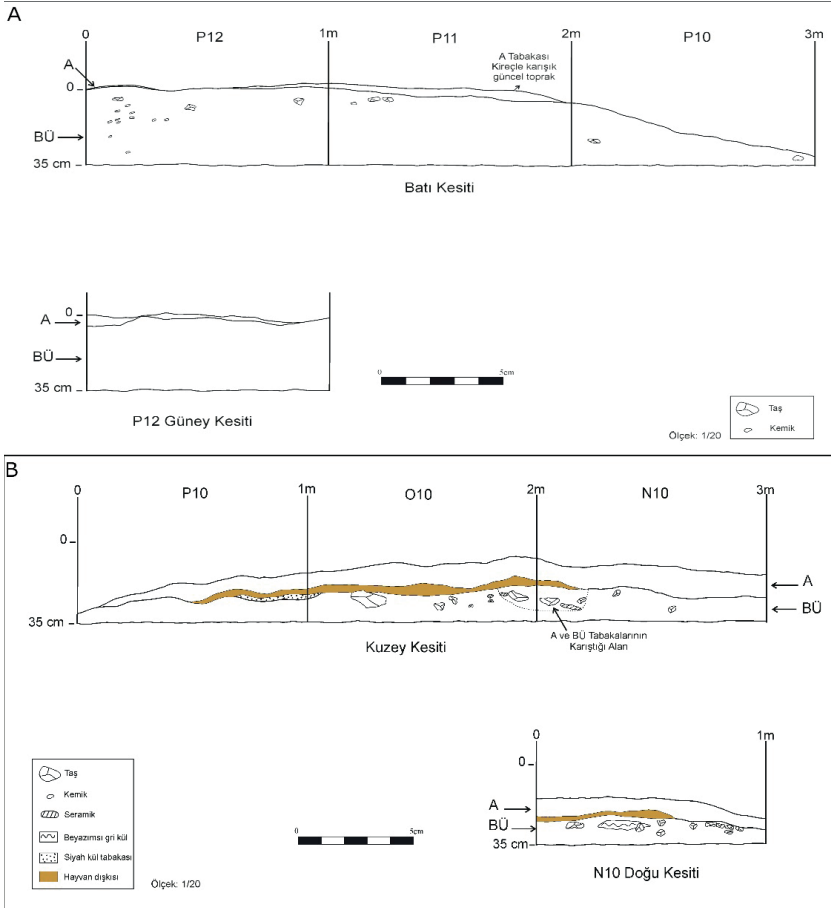 A
0 P12 1m P11 2m P10 3m
A Tabakası
Kireçle karışık
güncel toprak
A
0
BÜ
35 cm
Batı Kesiti
0
A
BÜ
35 cm
5cm
P12 Güney Kesiti
Taş
Kemik
Ölçek: 1/20
B
0 P10 1m O10 2m N10 3m
0
A
BÜ
35 cm
A ve BÜ Tabakalarının
Karıştığı Alan
Kuzey Kesiti
0 1m
0
A
BÜ
35 cm
N10 Doğu Kesiti
Taş
Kemik
Seramik
Beyazımsı gri kül
Siyah kül tabakası
Hayvan dışkısı
Ölçek: 1/20
5cm